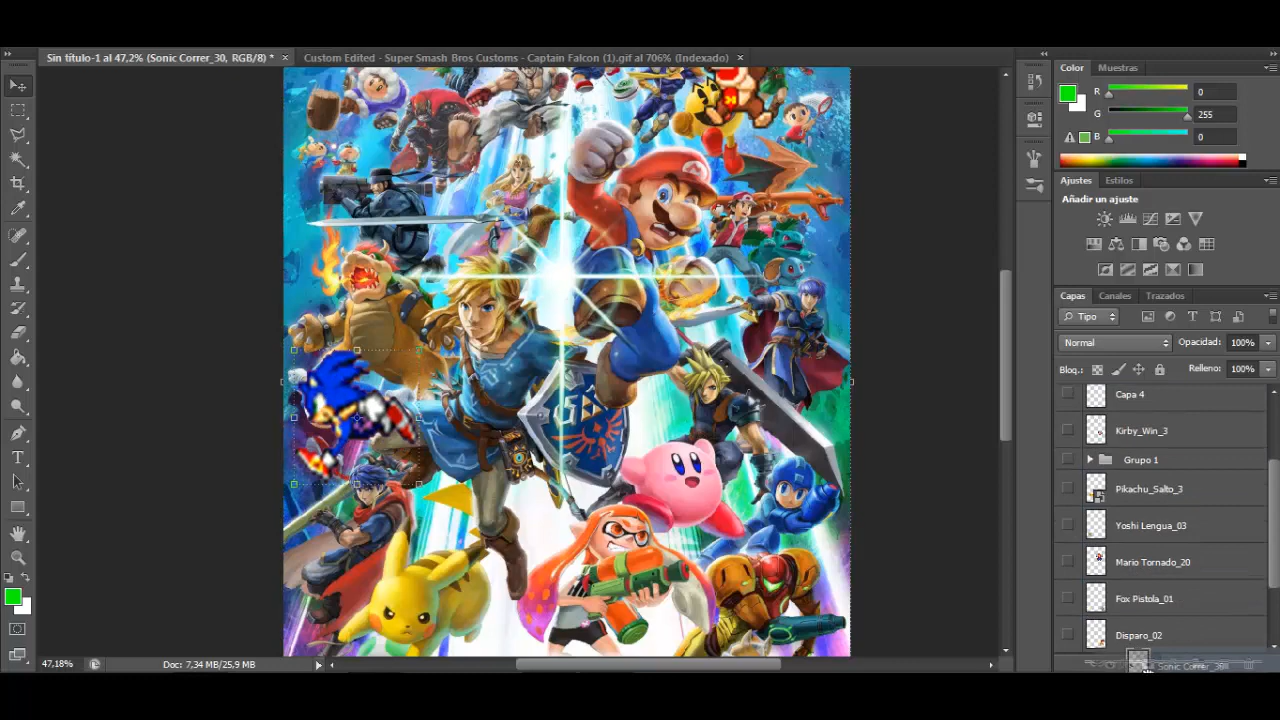 Sin título-1 al 47,2% (Sonic Correr_30, RGB/8) * ×
Custom Edited - Super Smash Bros Customs - Captain Falcon (1).gif al 706% (Indexado) ×
Color Muestras
R 0
G 255
B 0
Ajustes Estilos
Añadir un ajuste
Capas Canales Trazados
Tipo
Normal Opacidad: 100%
Bloq.: Relleno: 100%
Capa 4
Kirby_Win_3
Grupo 1
Pikachu_Salto_3
Yoshi Lengua_03
Mario Tornado_20
Fox Pistola_01
Disparo_02
47,18% Doc: 7,34 MB/25,9 MB